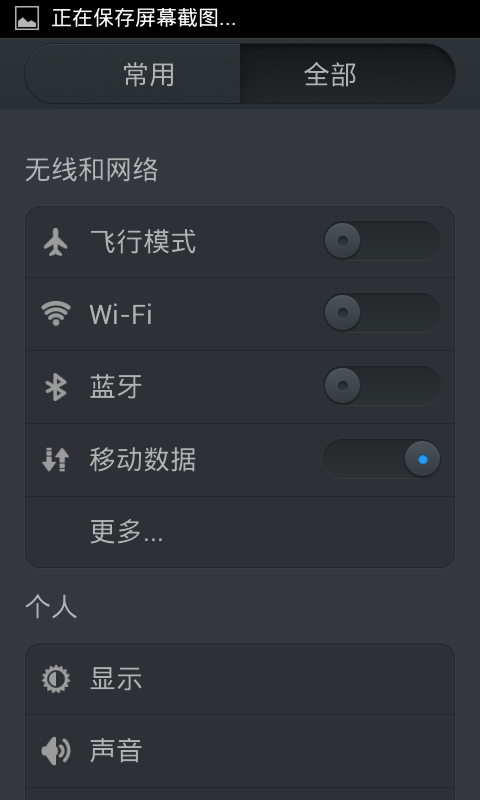 正在保存屏幕截图...
常用
全部
无线和网络
飞行模式
Wi-Fi
蓝牙
移动数据
更多...
个人
显示
声音